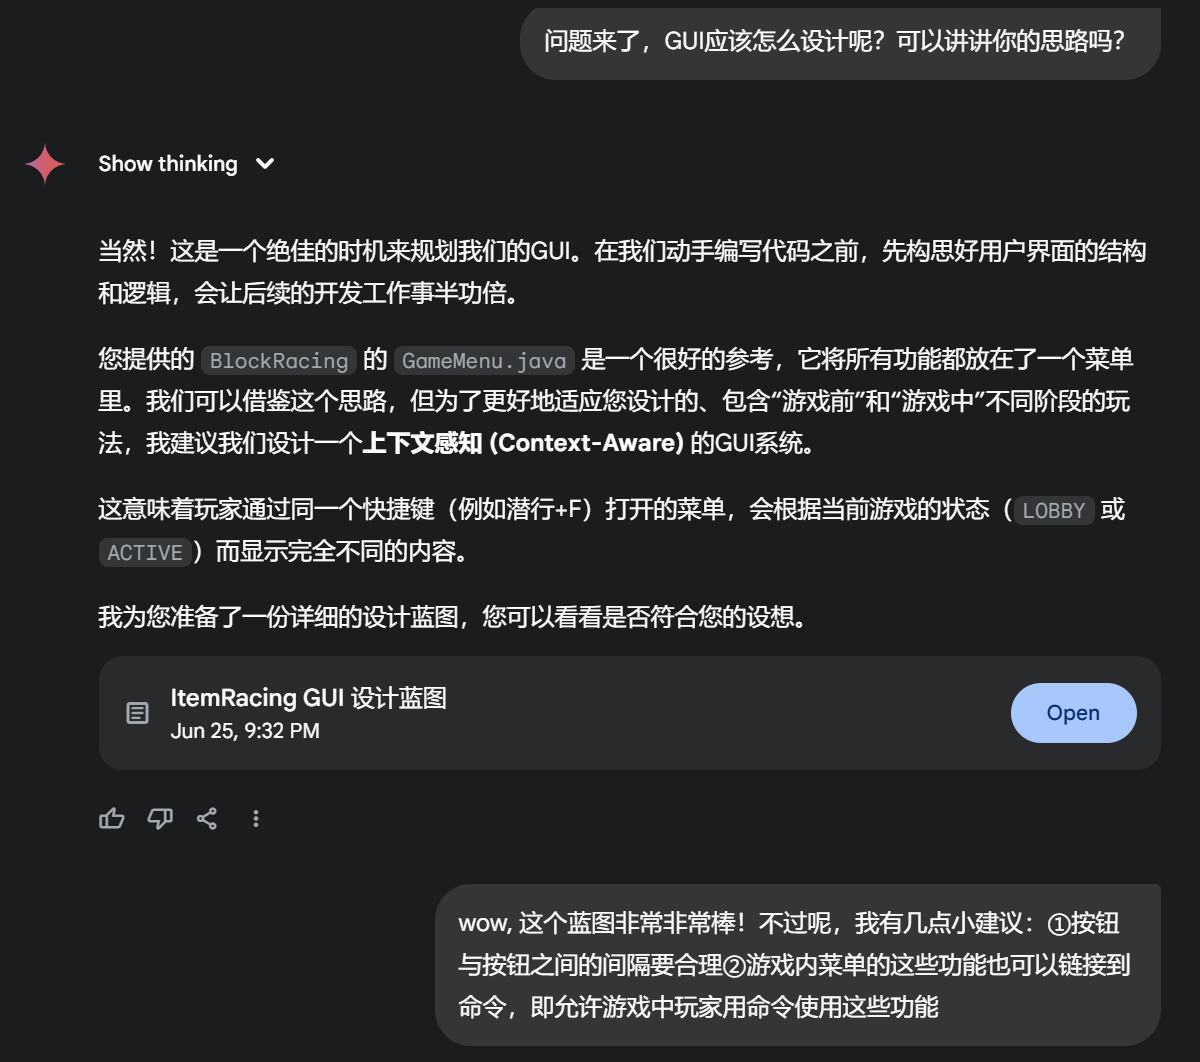 问题来了，GUI应该怎么设计呢？可以讲讲你的思路吗？
Show thinking
当然！这是一个绝佳的时机来规划我们的GUI。在我们动手编写代码之前，先构思好用户界面的结构
和逻辑，会让后续的开发工作事半功倍。
您提供的 BlockRacing 的 GameMenu.java 是一个很好的参考，它将所有功能都放在了一个菜单
里。我们可以借鉴这个思路，但为了更好地适应您设计的、包含“游戏前”和“游戏中”不同阶段的玩
法，我建议我们设计一个上下文感知 (Context-Aware) 的GUI系统。
这意味着玩家通过同一个快捷键（例如潜行+F）打开的菜单，会根据当前游戏的状态（ LOBBY 或
ACTIVE ）而显示完全不同的内容。
我为您准备了一份详细的设计蓝图，您可以看看是否符合您的设想。
ItemRacing GUI 设计蓝图
Jun 25, 9:32 PM
Open
wow, 这个蓝图非常非常棒！不过呢，我有几点小建议：①按钮
与按钮之间的间隔要合理②游戏内菜单的这些功能也可以链接到
命令，即允许游戏中玩家用命令使用这些功能